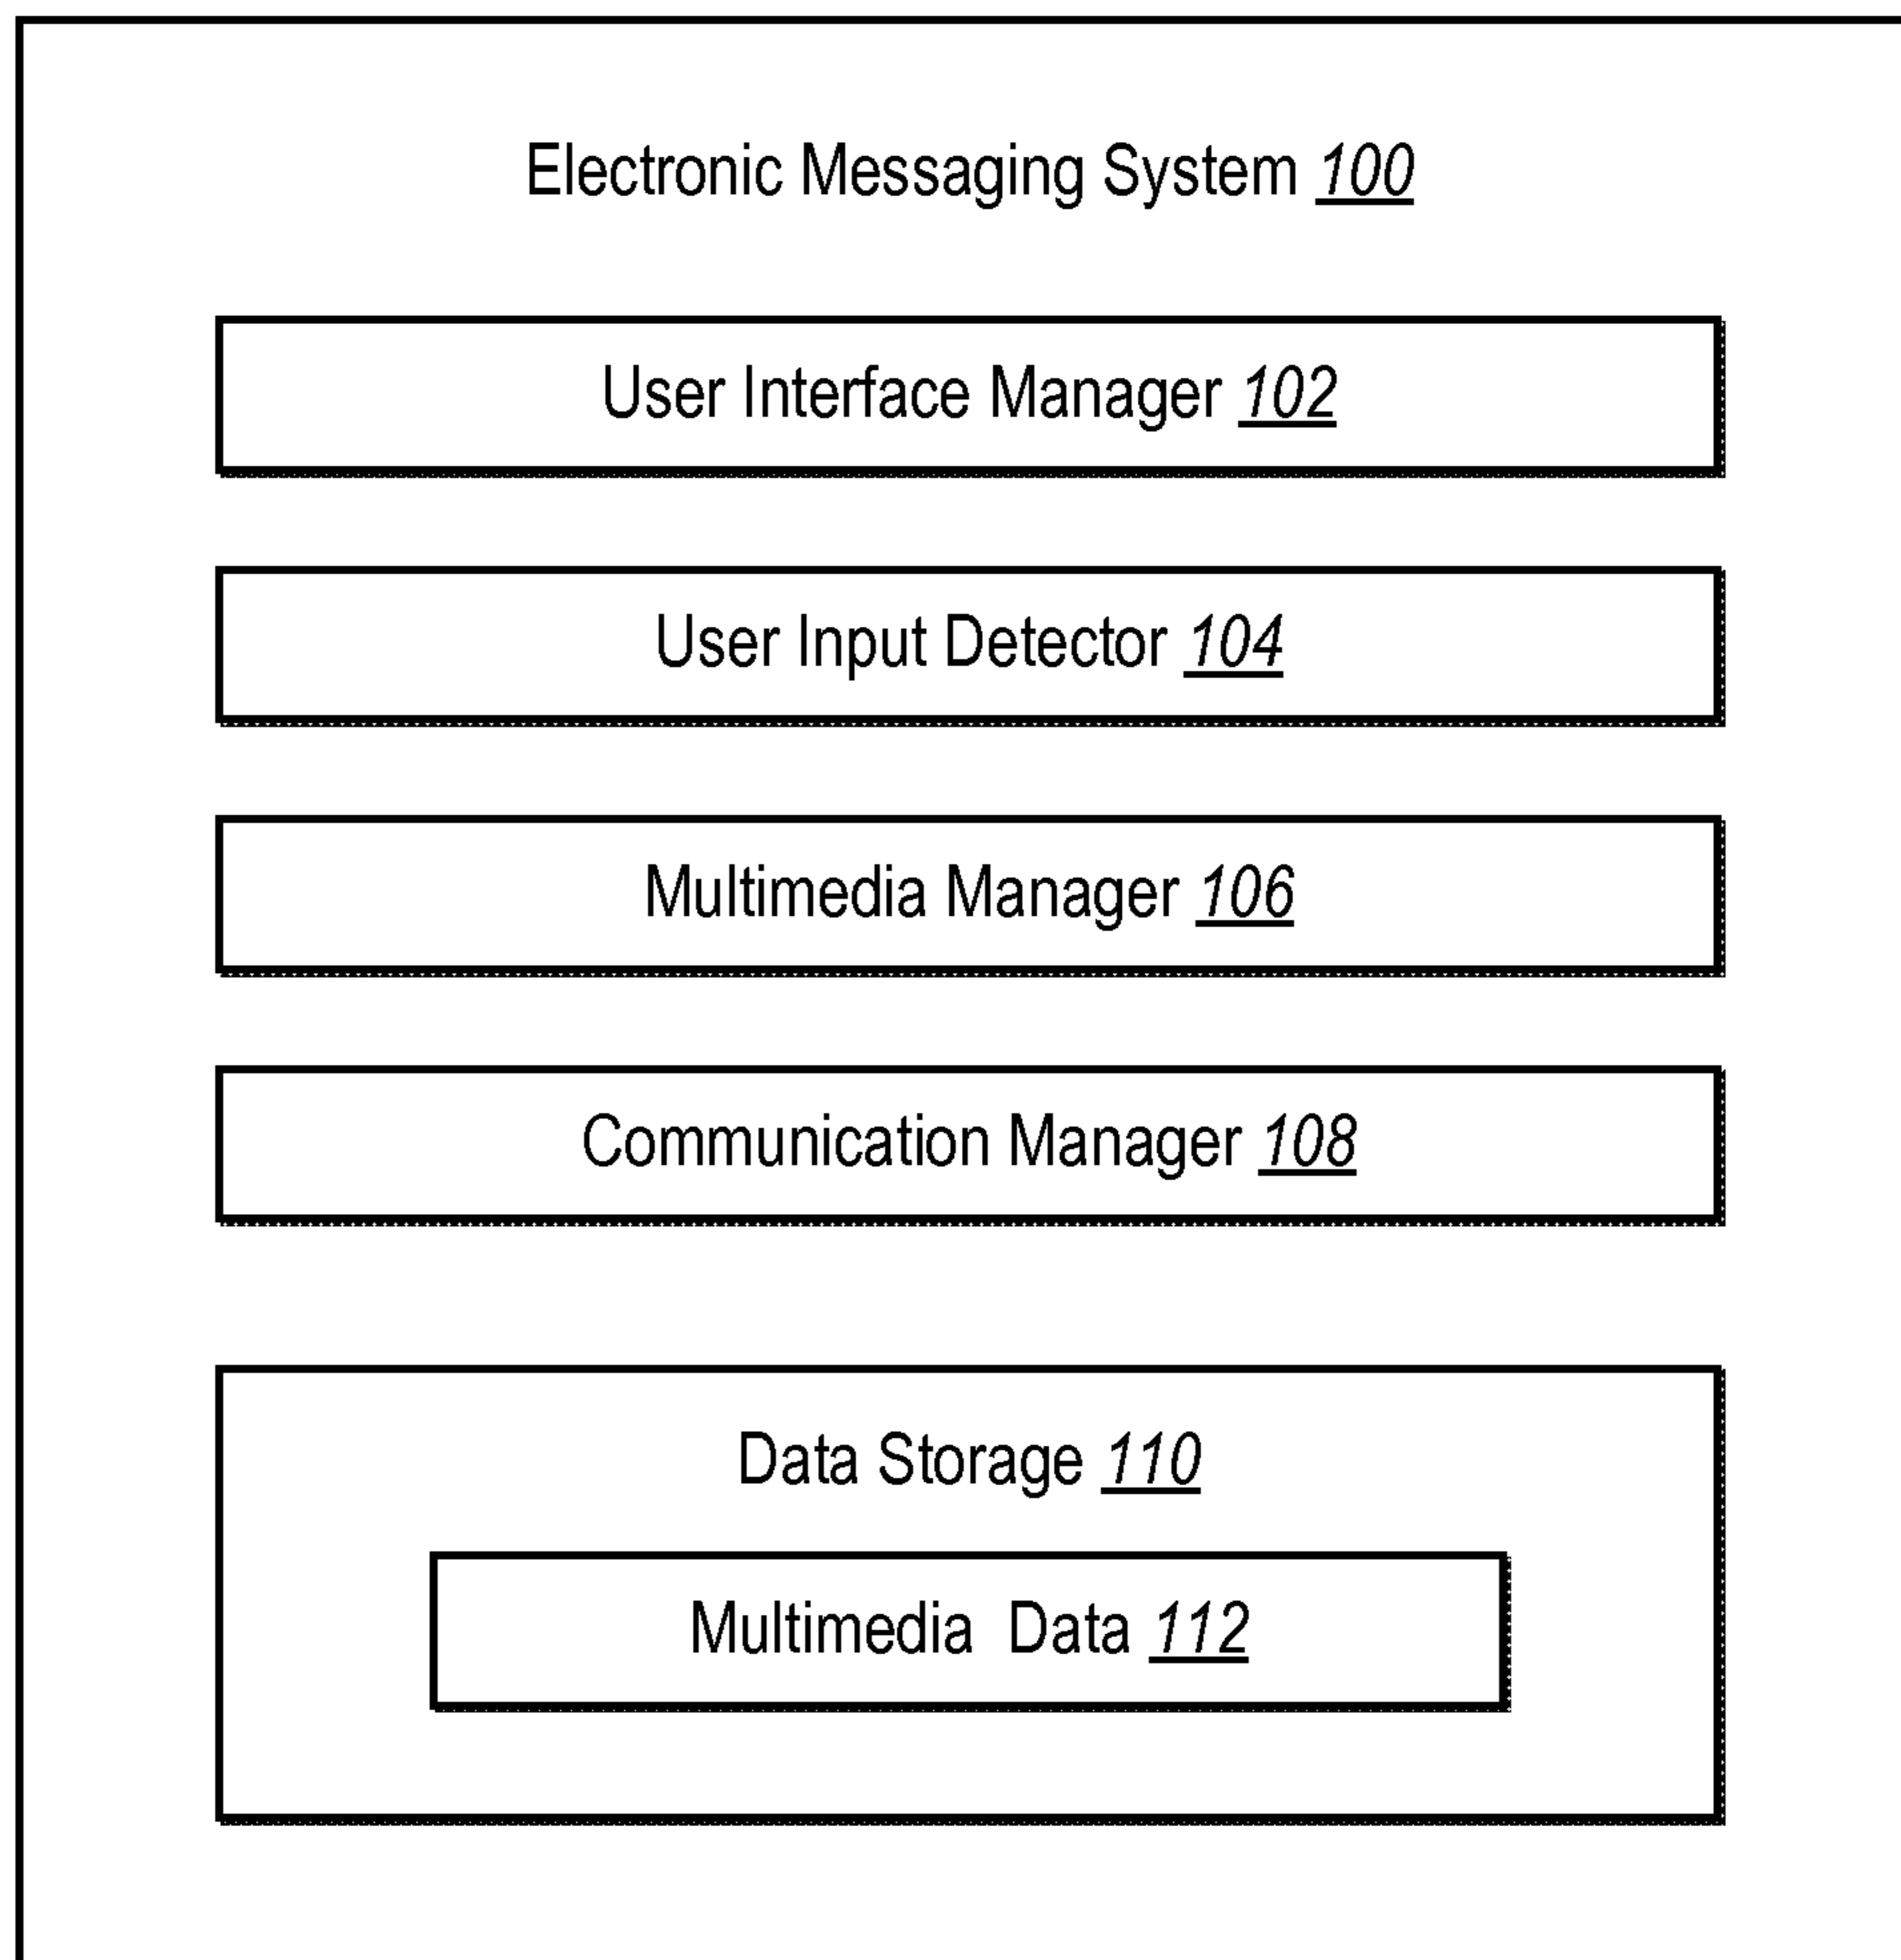 Electronic Messaging System 100
User Interface Manager 102
User Input Detector 104
Multimedia Manager 106
Communication Manager 108
Data Storage 110
Multimedia Data 112